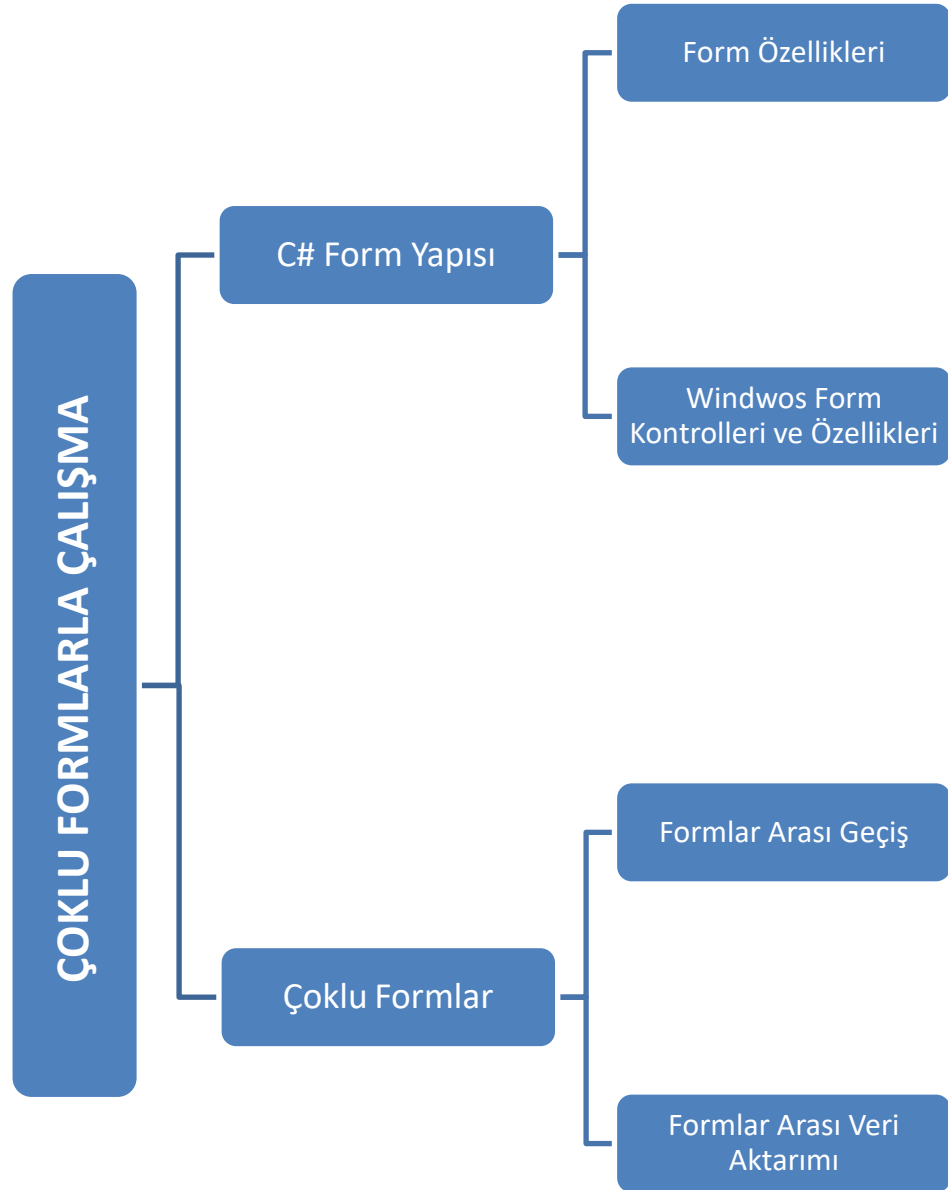 ÇOKLU FORMLARLA ÇALIŞMA
C# Form Yapısı
Form Özellikleri
Windwos Form
Kontrolleri ve Özellikleri
Çoklu Formlar
Formlar Arası Geçiş
Formlar Arası Veri
Aktarımı